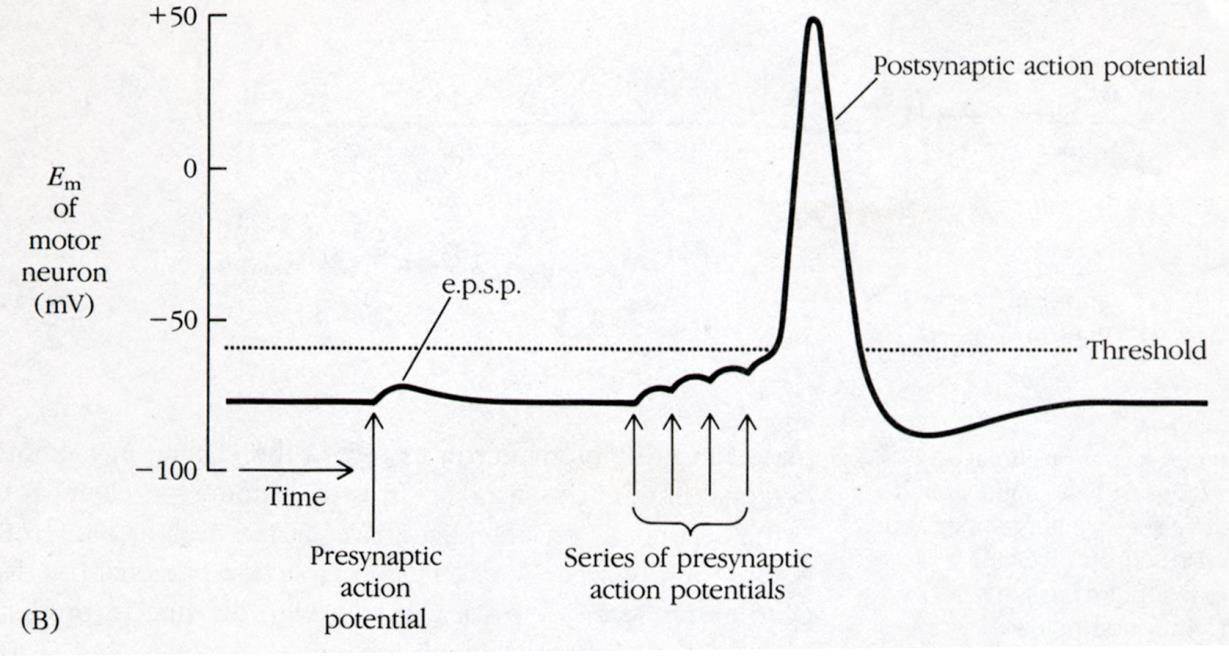 +50
Postsynaptic action potential
0
Em
of
motor
neuron
(mV)
e.p.s.p.
−50
Threshold
−100
Time
Presynaptic
action
potential
Series of presynaptic
action potentials
(B)